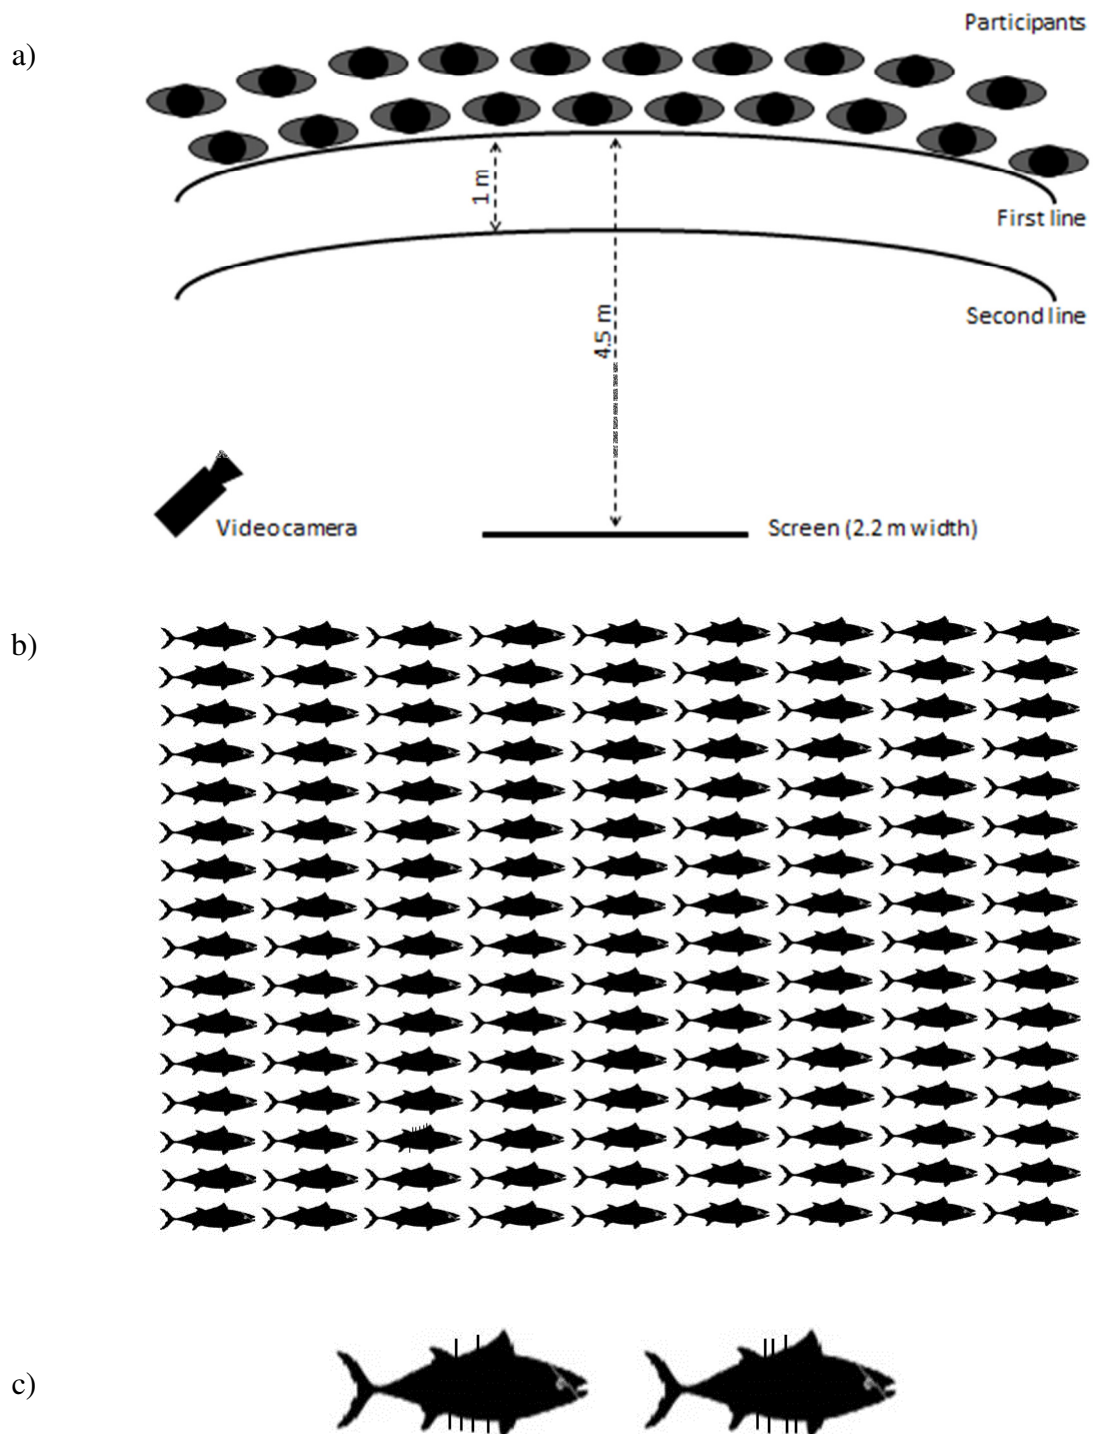 Participants
a)
1 m
First line
Second line
4.5 m
Videocamera
Screen (2.2 m width)
b)
c)